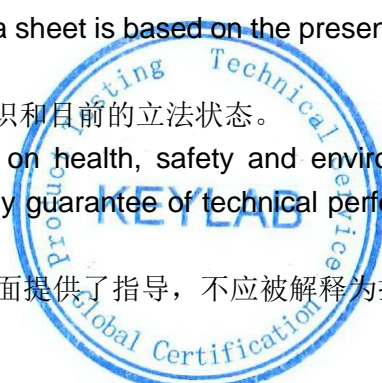 a sheet is based on the presen
识和目前的立法状态。
on health, safety and enviro
y guarantee of technical perfo
面提供了指导，不应被解释为
Product Testing Technical Service
KEYLAB
Global Certification